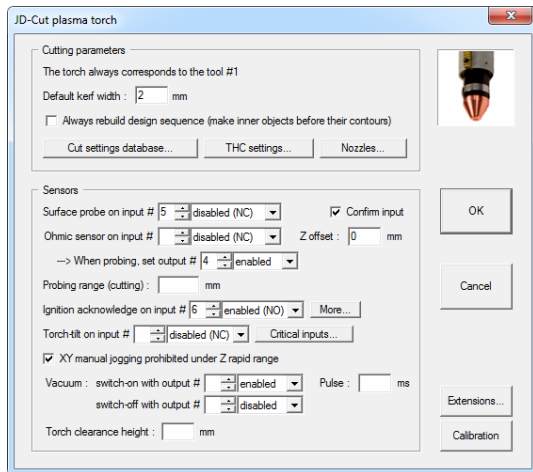 JD-Cut plasma torch
Cutting parameters
The torch always corresponds to the tool #1
Default kerf width : 2 mm
Always rebuild design sequence (make inner objects before their contours)
Cut settings database... THC settings... Nozzles...
Sensors
Surface probe on input # 5 disabled (NC) Confirm input
Ohmic sensor on input # disabled (NC) Z offset : 0 mm
---> When probing, set output # 4 enabled
Probing range (cutting) : mm
Ignition acknowledge on input # 6 enabled (NO) More...
Torch-tilt on input # disabled (NC) Critical inputs...
XY manual jogging prohibited under Z rapid range
Vacuum : switch-on with output # enabled Pulse : ms
switch-off with output # disabled
Torch clearance height : mm
OK
Cancel
Extensions...
Calibration